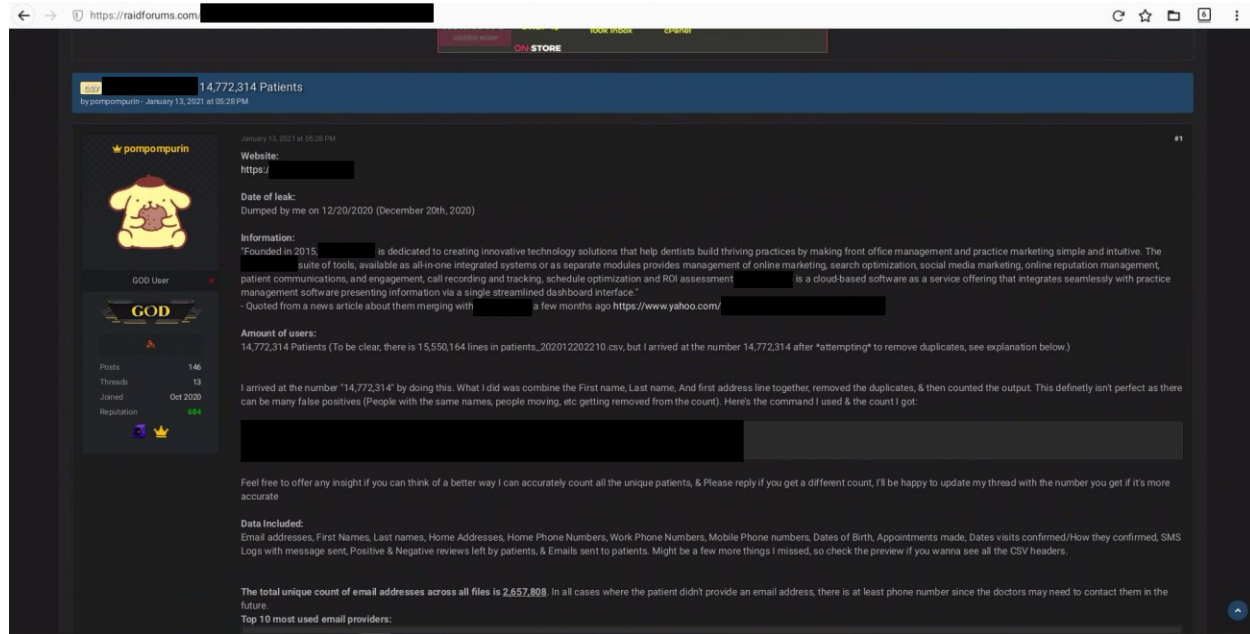 https://raidforums.com/
6
ORDER NOW
100k Inbox
cPanel
ON-STORE
CSV 14,772,314 Patients
by pompompurin - January 13, 2021 at 05:28 PM
January 13, 2021 at 05:28 PM
#1
pompompurin
GOD User
GOD
Posts 146
Threads 13
Joined Oct 2020
Reputation 684
Website:
https:/
Date of leak:
Dumped by me on 12/20/2020 (December 20th, 2020)
Information:
"Founded in 2015, is dedicated to creating innovative technology solutions that help dentists build thriving practices by making front office management and practice marketing simple and intuitive. The
suite of tools, available as all-in-one integrated systems or as separate modules provides management of online marketing, search optimization, social media marketing, online reputation management,
patient communications, and engagement, call recording and tracking, schedule optimization and ROI assessment is a cloud-based software as a service offering that integrates seamlessly with practice
management software presenting information via a single streamlined dashboard interface."
- Quoted from a news article about them merging with a few months ago https://www.yahoo.com/
Amount of users:
14,772,314 Patients (To be clear, there is 15,550,164 lines in patients_202012202210.csv, but I arrived at the number 14,772,314 after *attempting* to remove duplicates, see explanation below.)
I arrived at the number "14,772,314" by doing this. What I did was combine the First name, Last name, And first address line together, removed the duplicates, & then counted the output. This definetly isn't perfect as there
can be many false positives (People with the same names, people moving, etc getting removed from the count). Here's the command I used & the count I got:
Feel free to offer any insight if you can think of a better way I can accurately count all the unique patients, & Please reply if you get a different count, I'll be happy to update my thread with the number you get if it's more
accurate
Data Included:
Email addresses, First Names, Last names, Home Addresses, Home Phone Numbers, Work Phone Numbers, Mobile Phone numbers, Dates of Birth, Appointments made, Dates visits confirmed/How they confirmed, SMS
Logs with message sent, Positive & Negative reviews left by patients, & Emails sent to patients. Might be a few more things I missed, so check the preview if you wanna see all the CSV headers.
The total unique count of email addresses across all files is 2,657,808. In all cases where the patient didn't provide an email address, there is at least phone number since the doctors may need to contact them in the
future.
Top 10 most used email providers: